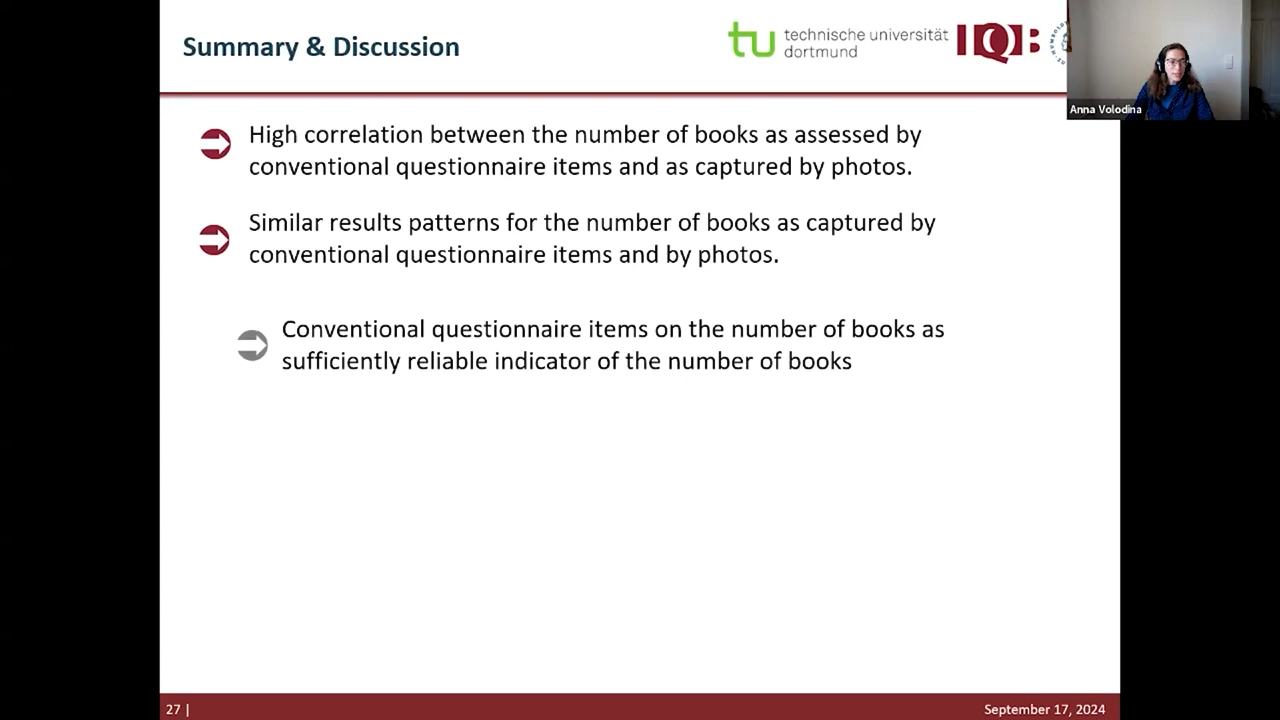 Summary & Discussion
tu technische universität
dortmund
IQB
Anna Volodina
High correlation between the number of books as assessed by
conventional questionnaire items and as captured by photos.
Similar results patterns for the number of books as captured by
conventional questionnaire items and by photos.
Conventional questionnaire items on the number of books as
sufficiently reliable indicator of the number of books
27 |
September 17, 2024